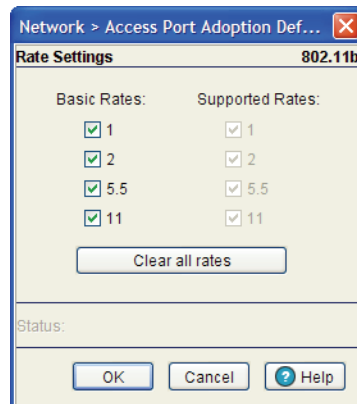 Network > Access Port Adoption Def...
Rate Settings 802.11b
Basic Rates: Supported Rates:
1 1
2 2
5.5 5.5
11 11
Clear all rates
Status:
OK Cancel ? Help